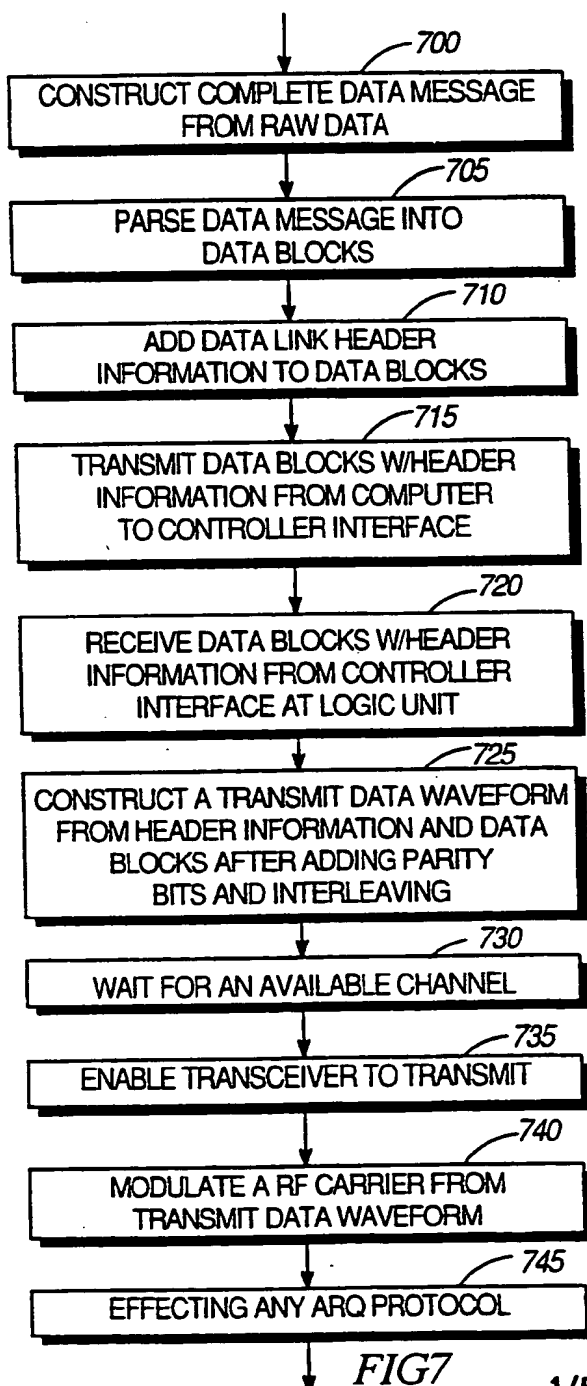 700
CONSTRUCT COMPLETE DATA MESSAGE
FROM RAW DATA
705
PARSE DATA MESSAGE INTO
DATA BLOCKS
710
ADD DATA LINK HEADER
INFORMATION TO DATA BLOCKS
715
TRANSMIT DATA BLOCKS W/HEADER
INFORMATION FROM COMPUTER
TO CONTROLLER INTERFACE
720
RECEIVE DATA BLOCKS W/HEADER
INFORMATION FROM CONTROLLER
INTERFACE AT LOGIC UNIT
725
CONSTRUCT A TRANSMIT DATA WAVEFORM
FROM HEADER INFORMATION AND DATA
BLOCKS AFTER ADDING PARITY
BITS AND INTERLEAVING
730
WAIT FOR AN AVAILABLE CHANNEL
735
ENABLE TRANSCEIVER TO TRANSMIT
740
MODULATE A RF CARRIER FROM
TRANSMIT DATA WAVEFORM
745
EFFECTING ANY ARQ PROTOCOL
FIG7